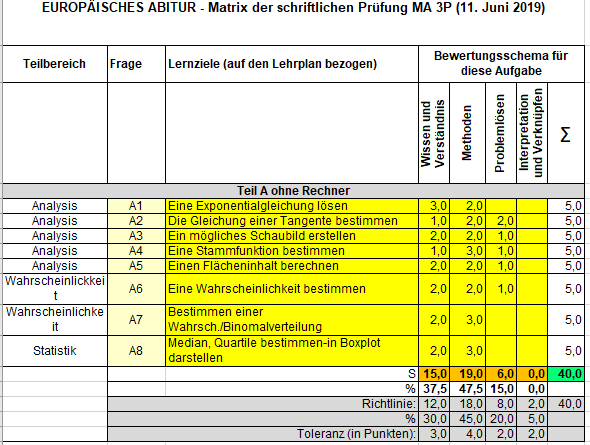 EUROPÄISCHES ABITUR - Matrix der schriftlichen Prüfung MA 3P (11. Juni 2019)
Teilbereich Frage Lernziele (auf den Lehrplan bezogen) Bewertungsschema für
diese Aufgabe
Wissen und
Verständnis
Methoden
Problemlösen
Interpretation
und Verknüpfen
Σ
Teil A ohne Rechner
Analysis A1 Eine Exponentialgleichung lösen 3,0 2,0 5,0
Analysis A2 Die Gleichung einer Tangente bestimmen 1,0 2,0 2,0 5,0
Analysis A3 Ein mögliches Schaubild erstellen 2,0 2,0 1,0 5,0
Analysis A4 Eine Stammfunktion bestimmen 1,0 3,0 1,0 5,0
Analysis A5 Einen Flächeninhalt berechnen 2,0 2,0 1,0 5,0
Wahrscheinlickkei
t A6 Eine Wahrscheinlichkeit bestimmen 2,0 2,0 1,0 5,0
Wahrscheinlichke
it A7 Bestimmen einer
Wahrsch./Binomalverteilung 2,0 3,0 5,0
Statistik A8 Median, Quartile bestimmen-in Boxplot
darstellen 2,0 3,0 5,0
S 15,0 19,0 6,0 0,0 40,0
% 37,5 47,5 15,0 0,0
Richtlinie: 12,0 18,0 8,0 2,0 40,0
% 30,0 45,0 20,0 5,0
Toleranz (in Punkten): 3,0 4,0 2,0 2,0